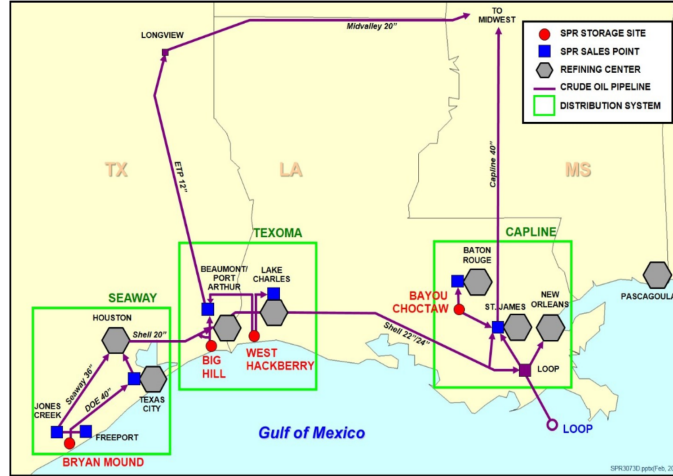 Midvalley 20"
TO
MIDWEST
LONGVIEW
SPR STORAGE SITE
SPR SALES POINT
REFINING CENTER
CRUDE OIL PIPELINE
DISTRIBUTION SYSTEM
ETP 12"
Capline 40"
TX
LA
MS
TEXOMA
CAPLINE
BEAUMONT/
PORT
ARTHUR
LAKE
CHARLES
BATON
ROUGE
PASCAGOULA
SEAWAY
BAYOU
CHOCTAW
ST. JAMES
NEW
ORLEANS
HOUSTON
Shell 20"
Shell 22"/24"
BIG
HILL
WEST
HACKBERRY
LOOP
Seaway 36"
DOE 40"
TEXAS
CITY
JONES
CREEK
FREEPORT
LOOP
Gulf of Mexico
BRYAN MOUND